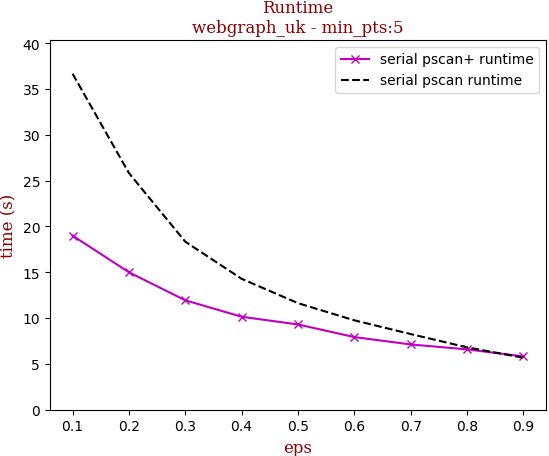 Runtime
webgraph_uk - min_pts:5
serial pscan+ runtime
serial pscan runtime
time (s)
40
35
30
25
20
15
10
5
0
0.1 0.2 0.3 0.4 0.5 0.6 0.7 0.8 0.9
eps